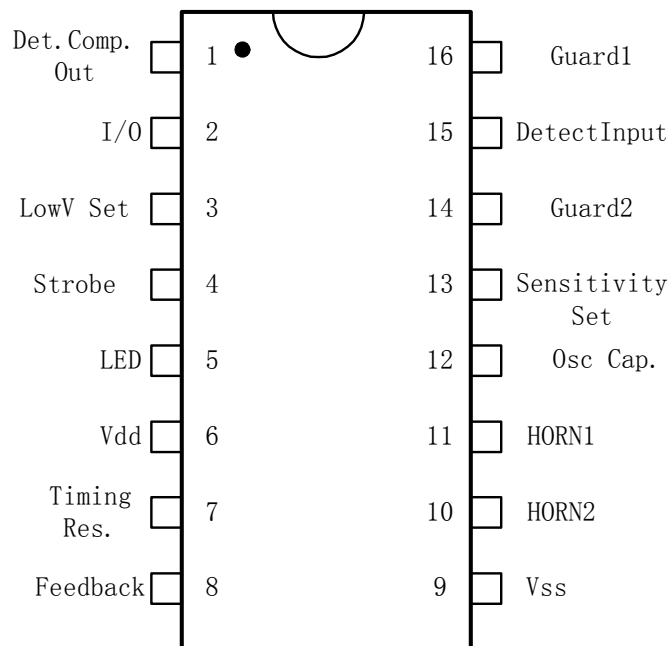 Det.Comp.
Out
1
16
Guard1
I/O
2
15
DetectInput
LowV Set
3
14
Guard2
Strobe
4
13
Sensitivity
Set
LED
5
12
Osc Cap.
Vdd
6
11
HORN1
Timing
Res.
7
10
HORN2
Feedback
8
9
Vss